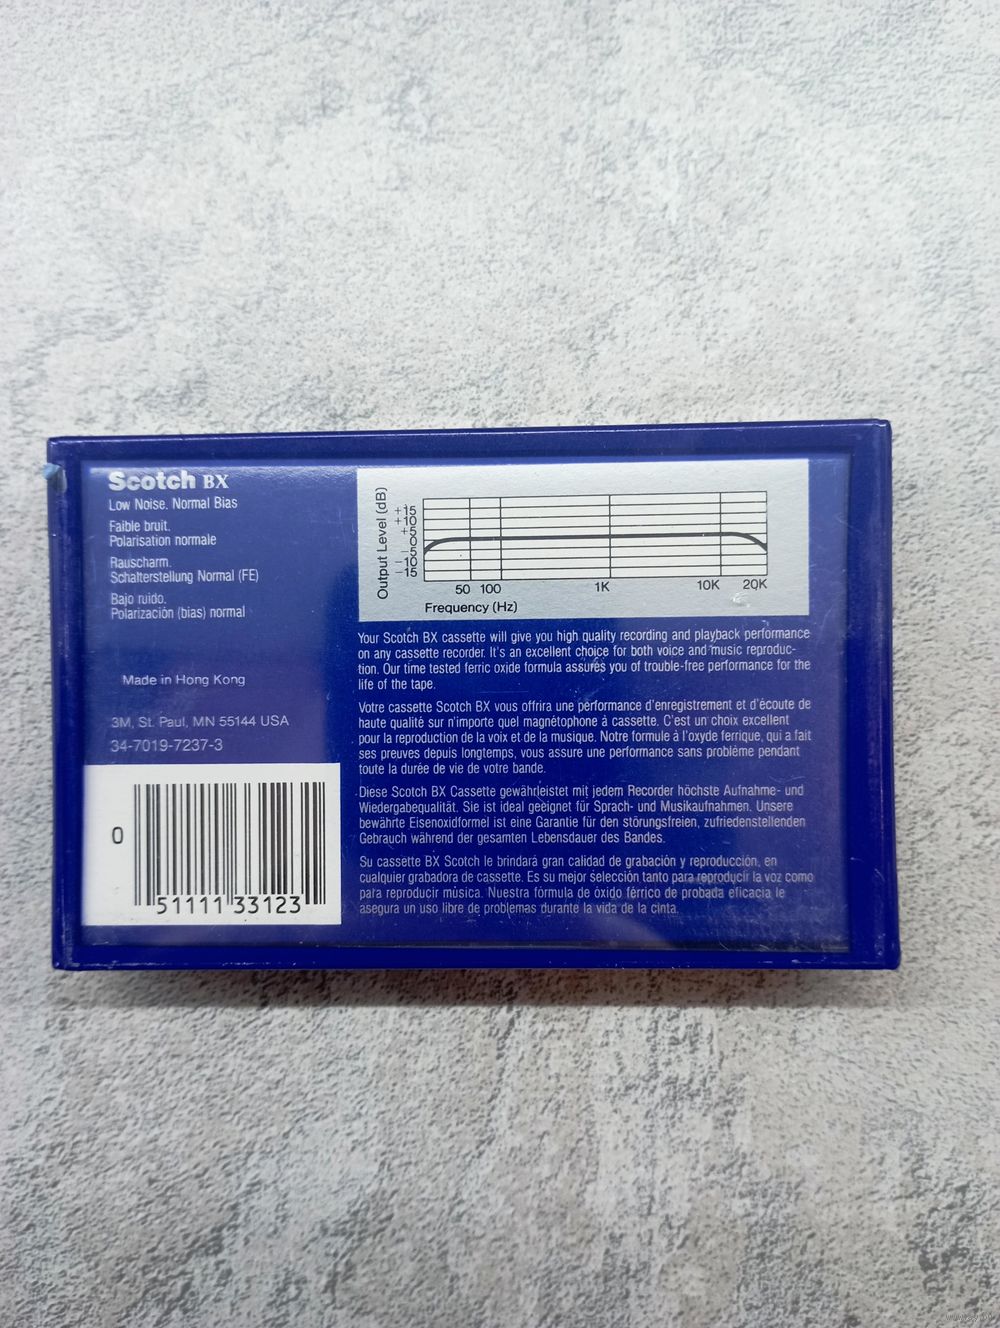 Scotch BX
Low Noise. Normal Bias
Faible bruit.
Polarisation normale
Rauscharm.
Schalterstellung Normal (FE)
Bajo ruido.
Polarización (bias) normal
Made in Hong Kong
3M, St. Paul, MN 55144 USA
34-7019-7237-3
0
51111 33123
Output Level (dB)
+15
+10
+5
0
-5
-10
-15
50 100 1K 10K 20K
Frequency (Hz)
Your Scotch BX cassette will give you high quality recording and playback performance
on any cassette recorder. It's an excellent choice for both voice and music reproduc-
tion. Our time tested ferric oxide formula assures you of trouble-free performance for the
life of the tape.
Votre cassette Scotch BX vous offrira une performance d'enregistrement et d'écoute de
haute qualité sur n'importe quel magnétophone à cassette. C'est un choix excellent
pour la reproduction de la voix et de la musique. Notre formule à l'oxyde ferrique, qui a fait
ses preuves depuis longtemps, vous assure une performance sans problème pendant
toute la durée de vie de votre bande.
Diese Scotch BX Cassette gewährleistet mit jedem Recorder höchste Aufnahme- und
Wiedergabequalität. Sie ist ideal geeignet für Sprach- und Musikaufnahmen. Unsere
bewährte Eisenoxidformel ist eine Garantie für den störungsfreien, zufriedenstellenden
Gebrauch während der gesamten Lebensdauer des Bandes.
Su cassette BX Scotch le brindará gran calidad de grabación y reproducción, en
cualquier grabadora de cassette. Es su mejor selección tanto para reproducir la voz como
para reproducir música. Nuestra fórmula de óxido férrico de probada eficacia le
asegura un uso libre de problemas durante la vida de la cinta.